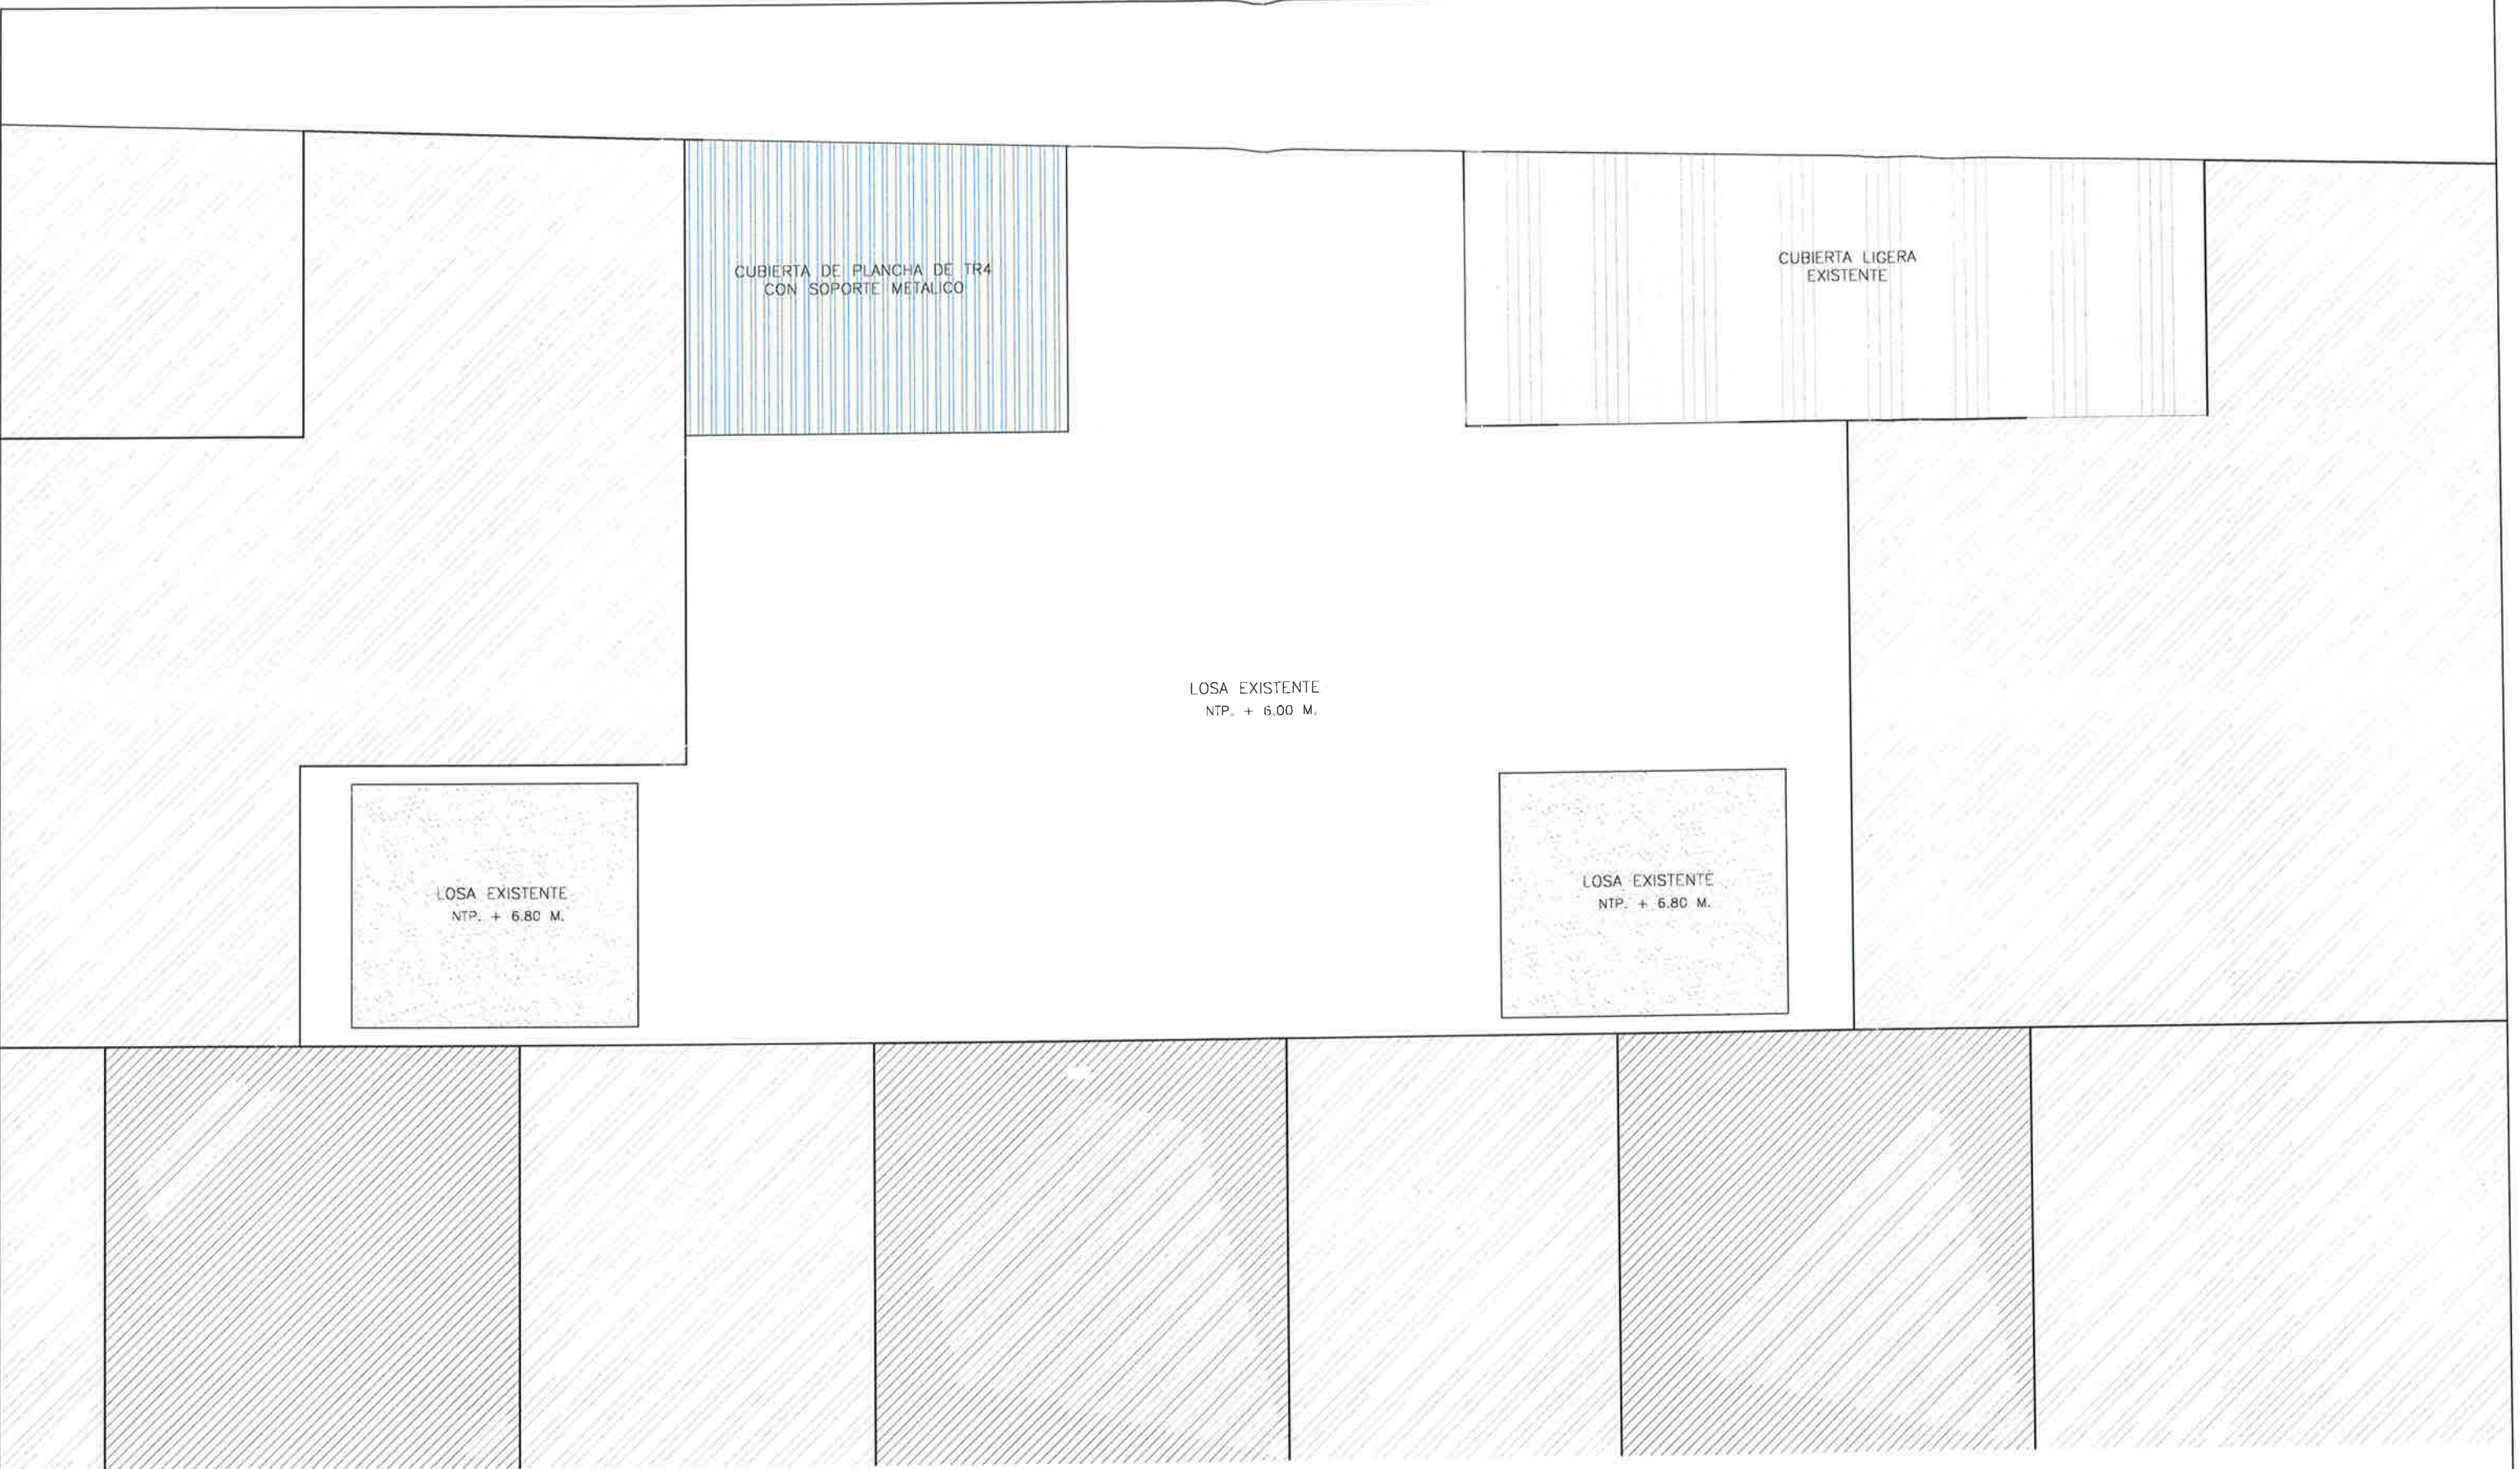 CUBIERTA DE PLANCHA DE TR4
CON SOPORTE METALICO
CUBIERTA LIGERA
EXISTENTE
LOSA EXISTENTE
NTP. + 6.00 M.
LOSA EXISTENTE
NTP. + 6.80 M.
LOSA EXISTENTE
NTP. + 6.80 M.